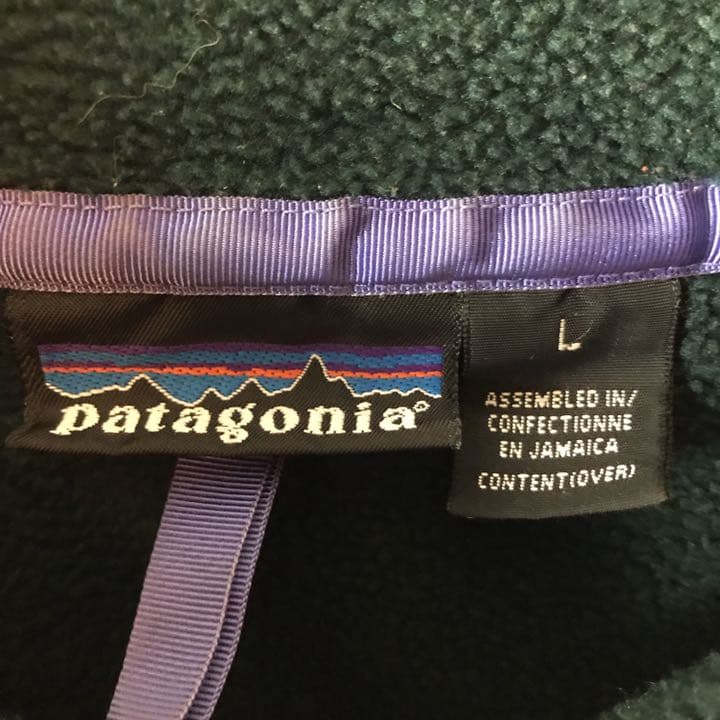 patagonia®
L
ASSEMBLED IN/
CONFECTIONNE
EN JAMAICA
CONTENT(OVER)